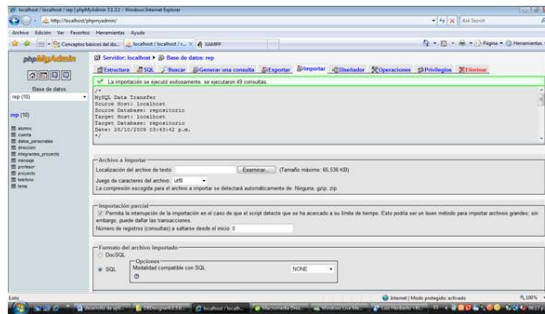 localhost / localhost / rep | phpMyAdmin 3.1.3.1 - Windows Internet Explorer
http://localhost/phpmyadmin/
Archivo Edición Ver Favoritos Herramientas Ayuda
Conceptos básicos del do...
localhost / localhost / r...
XAMPP
Página
Herramientas
phpMyAdmin
Servidor: localhost
Base de datos: rep
Estructura
SQL
Buscar
Generar una consulta
Exportar
Importar
Diseñador
Operaciones
Privilegios
Eliminar
La importación se ejecutó exitosamente, se ejecutaron 49 consultas.
/*
MySQL Data Transfer
Source Host: localhost
Source Database: repositorio
Target Host: localhost
Target Database: repositorio
Date: 28/10/2008 03:43:42 p.m.
*/
Base de datos
rep (10)
rep (10)
alumno
cuenta
datos_personales
direccion
integrantes_proyecto
mensaje
profesor
proyecto
telefono
tema
Archivo a importar
Localización del archivo de texto
Examinar...
(Tamaño máximo: 65,536 KB)
Juego de caracteres del archivo: utf8
La compresión escogida para el archivo a importar se detectará automáticamente de: Ninguna, gzip, zip
Importación parcial
Permita la interrupción de la importación en el caso de que el script detecte que se ha acercado a su límite de tiempo. Esto podría ser un buen método para importar archivos grandes; sin
embargo, puede dañar las transacciones.
Número de registros (consultas) a saltarse desde el inicio 0
Formato del archivo importado
DocSQL
SQL
Opciones
Modalidad compatible con SQL
NONE
Listo
Internet | Modo protegido: activado
100%